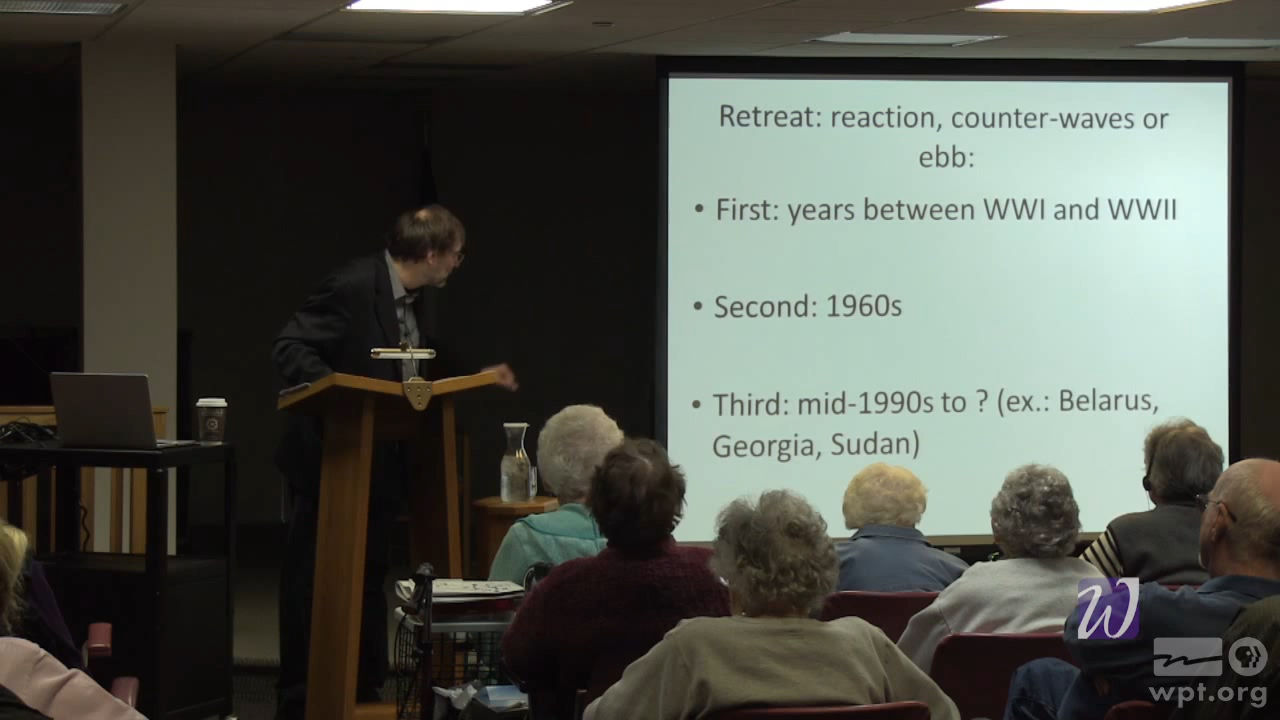 Retreat: reaction, counter-waves or
ebb:
• First: years between WWI and WWII
• Second: 1960s
• Third: mid-1990s to ? (ex.: Belarus,
Georgia, Sudan)
W
PBS
wpt.org